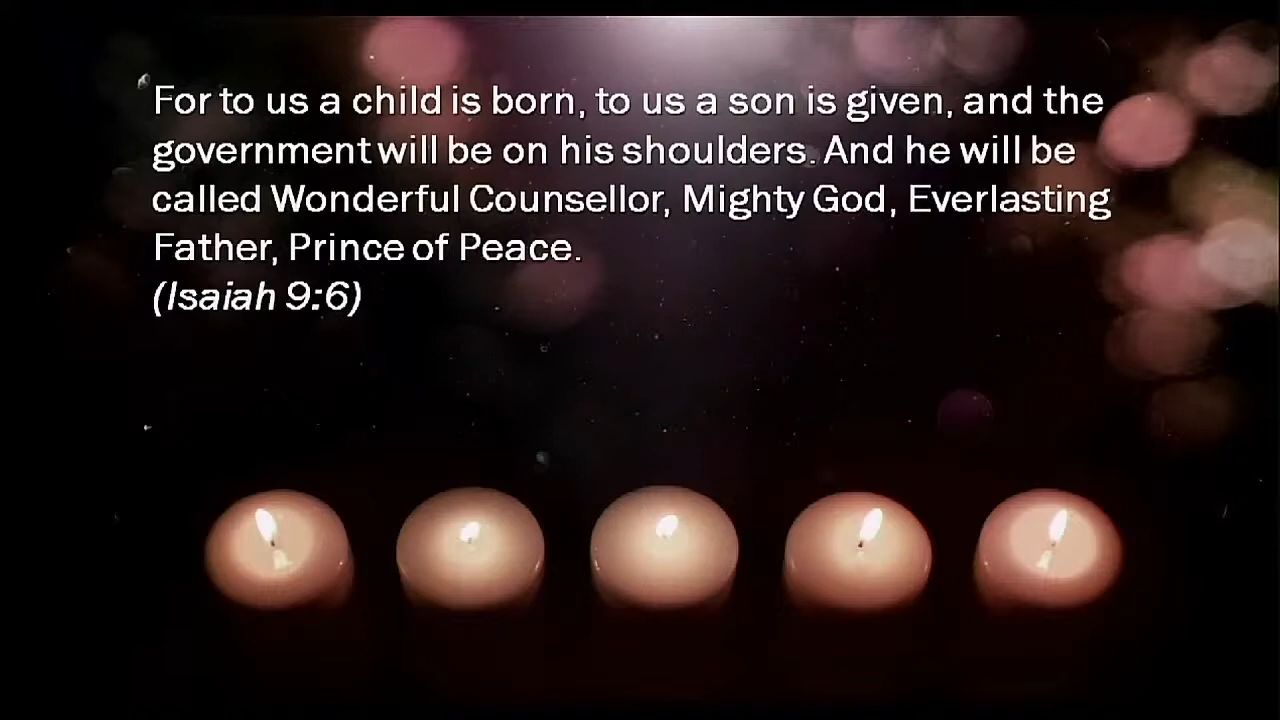 For to us a child is born, to us a son is given, and the
government will be on his shoulders. And he will be
called Wonderful Counsellor, Mighty God, Everlasting
Father, Prince of Peace.
(Isaiah 9:6)